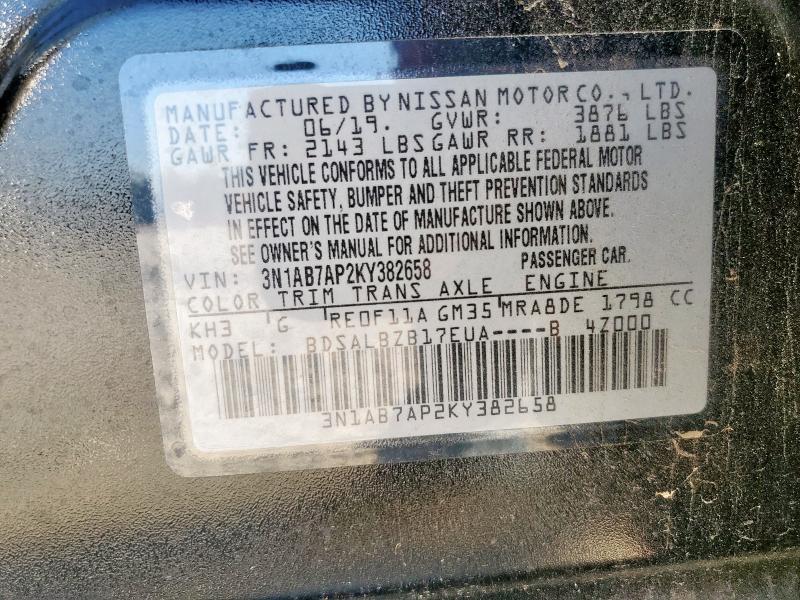 MANUFACTURED BY NISSAN MOTOR CO., LTD.
DATE: 06/19. GVWR: 3876 LBS
GAWR FR: 2143 LBS GAWR RR: 1881 LBS
THIS VEHICLE CONFORMS TO ALL APPLICABLE FEDERAL MOTOR
VEHICLE SAFETY, BUMPER AND THEFT PREVENTION STANDARDS
IN EFFECT ON THE DATE OF MANUFACTURE SHOWN ABOVE.
SEE OWNER'S MANUAL FOR ADDITIONAL INFORMATION.
VIN: 3N1AB7AP2KY382658 PASSENGER CAR.
COLOR TRIM TRANS AXLE ENGINE
KH3 G RE0F11A GM35 MRA8DE 1798 CC
MODEL: BDSALBZB17EUA----B 4Z000
3N1AB7AP2KY382658